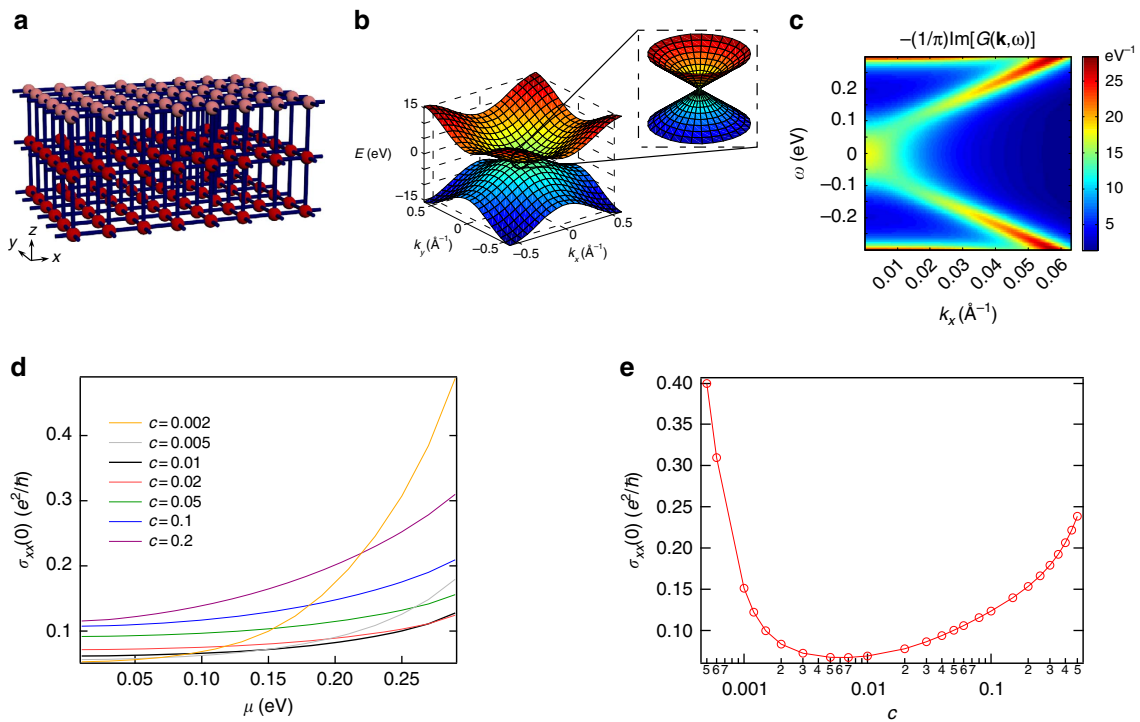 a
z
y
x
b
15
E (eV)
0
−15
0.5
0
−0.5
k_y (Å⁻¹)
−0.5
0
0.5
k_x (Å⁻¹)
c
−(1/π)Im[G(k,ω)]
eV⁻¹
0.2
0.1
0
−0.1
−0.2
ω (eV)
0.01
0.02
0.03
0.04
0.05
0.06
k_x (Å⁻¹)
25
20
15
10
5
d
σ_xx(0) (e²/ℏ)
0.4
0.3
0.2
0.1
c = 0.002
c = 0.005
c = 0.01
c = 0.02
c = 0.05
c = 0.1
c = 0.2
0.05 0.10 0.15 0.20 0.25
μ (eV)
e
σ_xx(0) (e²/ℏ)
0.40
0.35
0.30
0.25
0.20
0.15
0.10
5 6 7 2 3 4 5 6 7 2 3 4 5 6 7 2 3 4 5
0.001 0.01 0.1
c